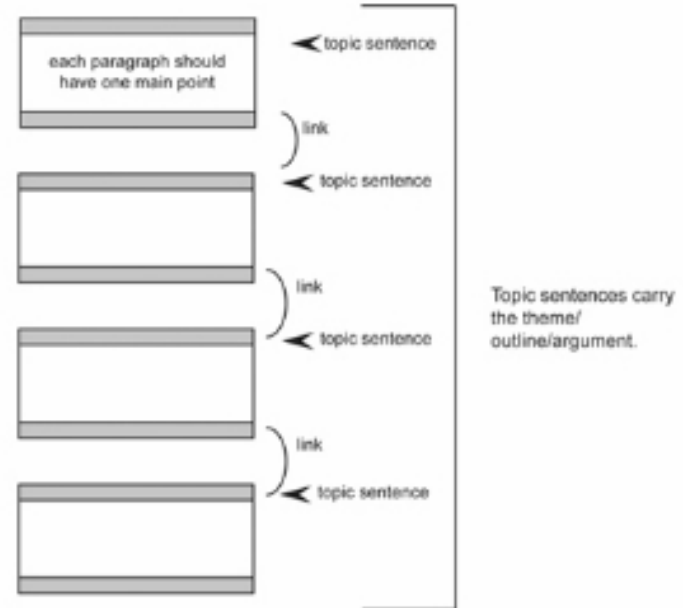 topic sentence
each paragraph should
have one main point
link
topic sentence
link
topic sentence
link
topic sentence
Topic sentences carry
the theme/
outline/argument.